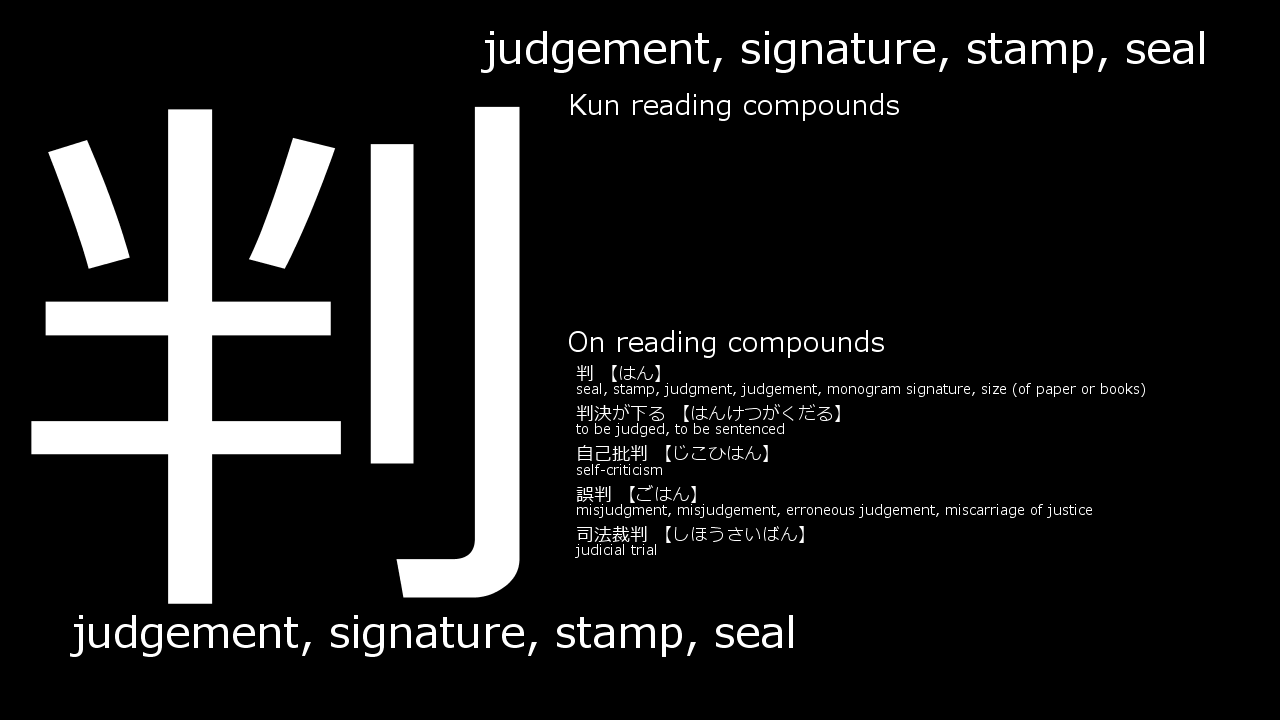 judgement, signature, stamp, seal
判
Kun reading compounds
On reading compounds
判 【はん】
seal, stamp, judgment, judgement, monogram signature, size (of paper or books)
判決が下る 【はんけつがくだる】
to be judged, to be sentenced
自己批判 【じこひはん】
self-criticism
誤判 【ごはん】
misjudgment, misjudgement, erroneous judgement, miscarriage of justice
司法裁判 【しほうさいばん】
judicial trial
judgement, signature, stamp, seal